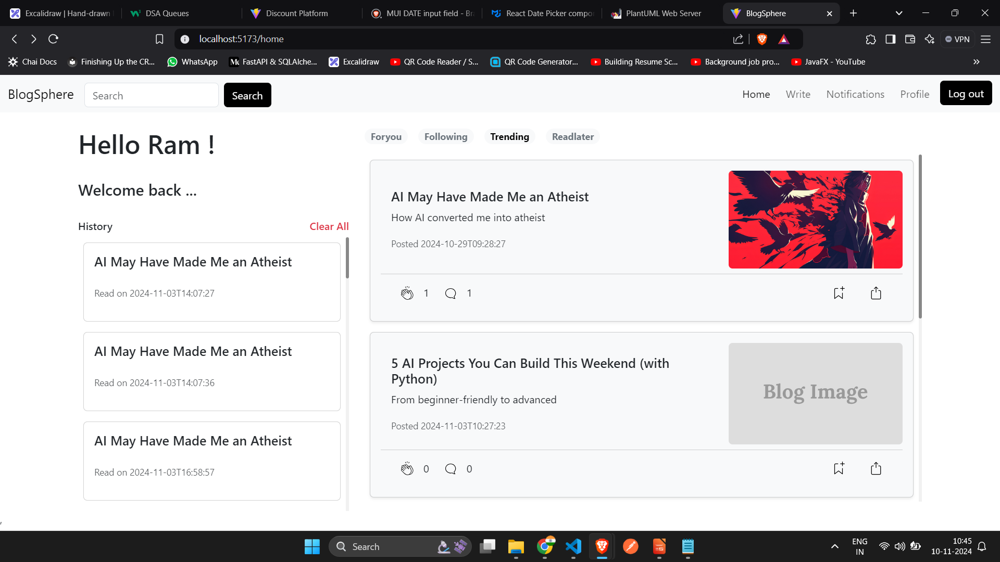 Excalidraw | Hand-drawn
DSA Queues
Discount Platform
MUI DATE input field - Bra
React Date Picker compo
PlantUML Web Server
BlogSphere
localhost:5173/home
VPN
Chai Docs
Finishing Up the CR...
WhatsApp
FastAPI & SQLAlche...
Excalidraw
QR Code Reader / S...
QR Code Generator...
Building Resume Sc...
Background job pro...
JavaFX - YouTube
BlogSphere
Search
Search
Home
Write
Notifications
Profile
Log out
Hello Ram !
Welcome back ...
History
Clear All
AI May Have Made Me an Atheist
Read on 2024-11-03T14:07:27
AI May Have Made Me an Atheist
Read on 2024-11-03T14:07:36
AI May Have Made Me an Atheist
Read on 2024-11-03T16:58:57
Foryou
Following
Trending
Readlater
AI May Have Made Me an Atheist
How AI converted me into atheist
Posted 2024-10-29T09:28:27
1
1
5 AI Projects You Can Build This Weekend (with
Python)
From beginner-friendly to advanced
Posted 2024-11-03T10:27:23
Blog Image
0
0
,
Search
ENG
IN
10:45
10-11-2024